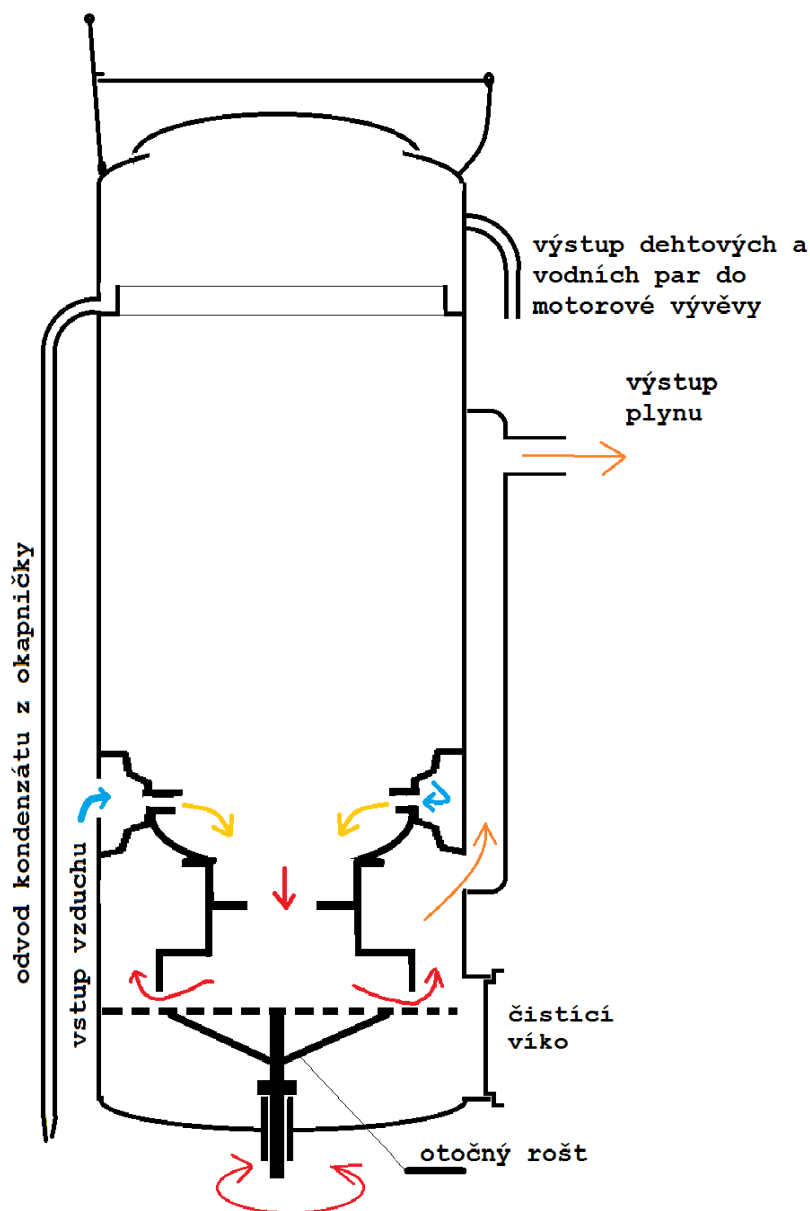 výstup dehtových a
vodních par do
motorové vývěvy
výstup
plynu
odvod kondenzátu z okapničky
vstup vzduchu
čistící
víko
otočný rošt